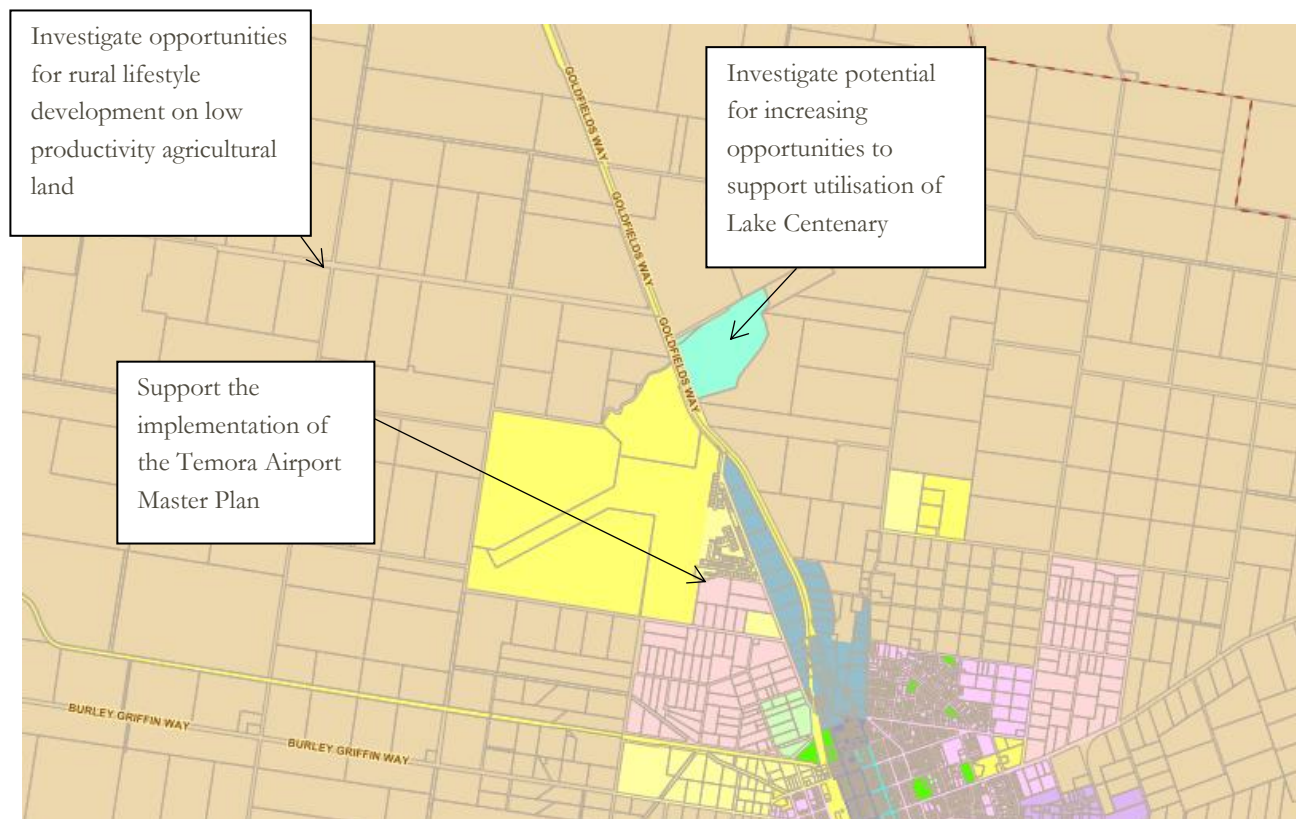 Investigate opportunities
for rural lifestyle
development on low
productivity agricultural
land
Investigate potential
for increasing
opportunities to
support utilisation of
Lake Centenary
Support the
implementation of
the Temora Airport
Master Plan
GOLDFIELDS WAY
GOLDFIELDS WAY
GOLDFIELDS WAY
GOLDFIELDS WAY
BURLEY GRIFFIN WAY
BURLEY GRIFFIN WAY